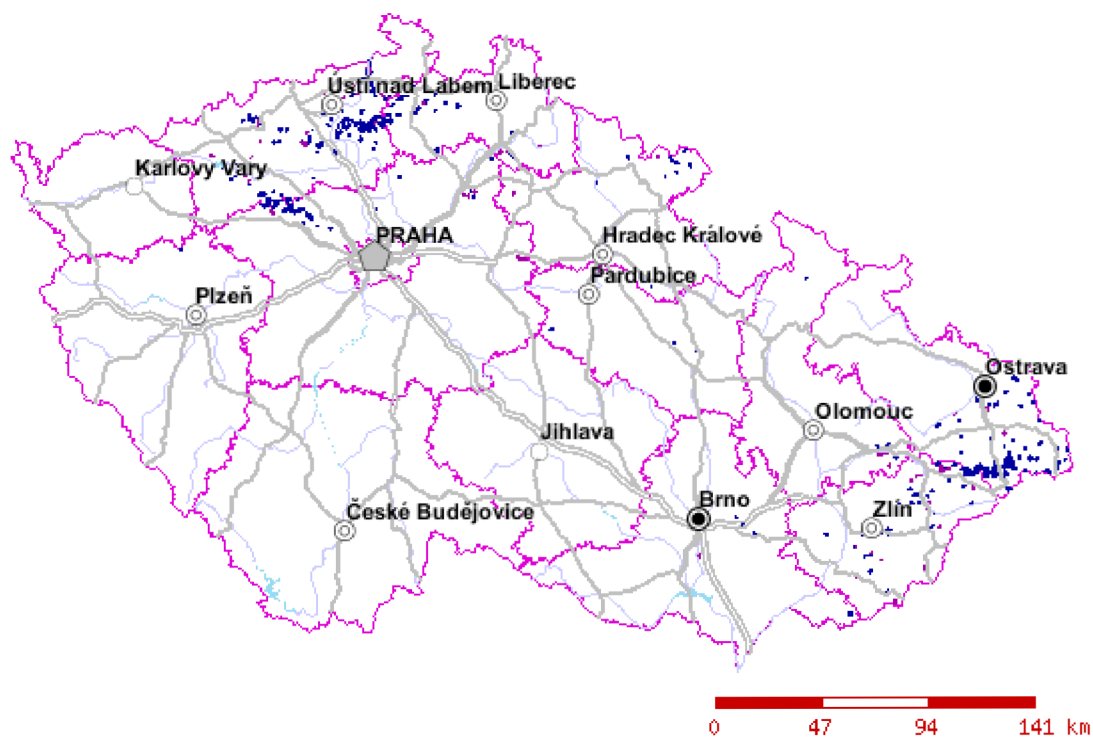 Ústí nad Labem
Liberec
Karlovy Vary
PRAHA
Hradec Králové
Pardubice
Plzeň
Ostrava
Olomouc
Jihlava
Brno
Zlín
České Budějovice
0 47 94 141 km